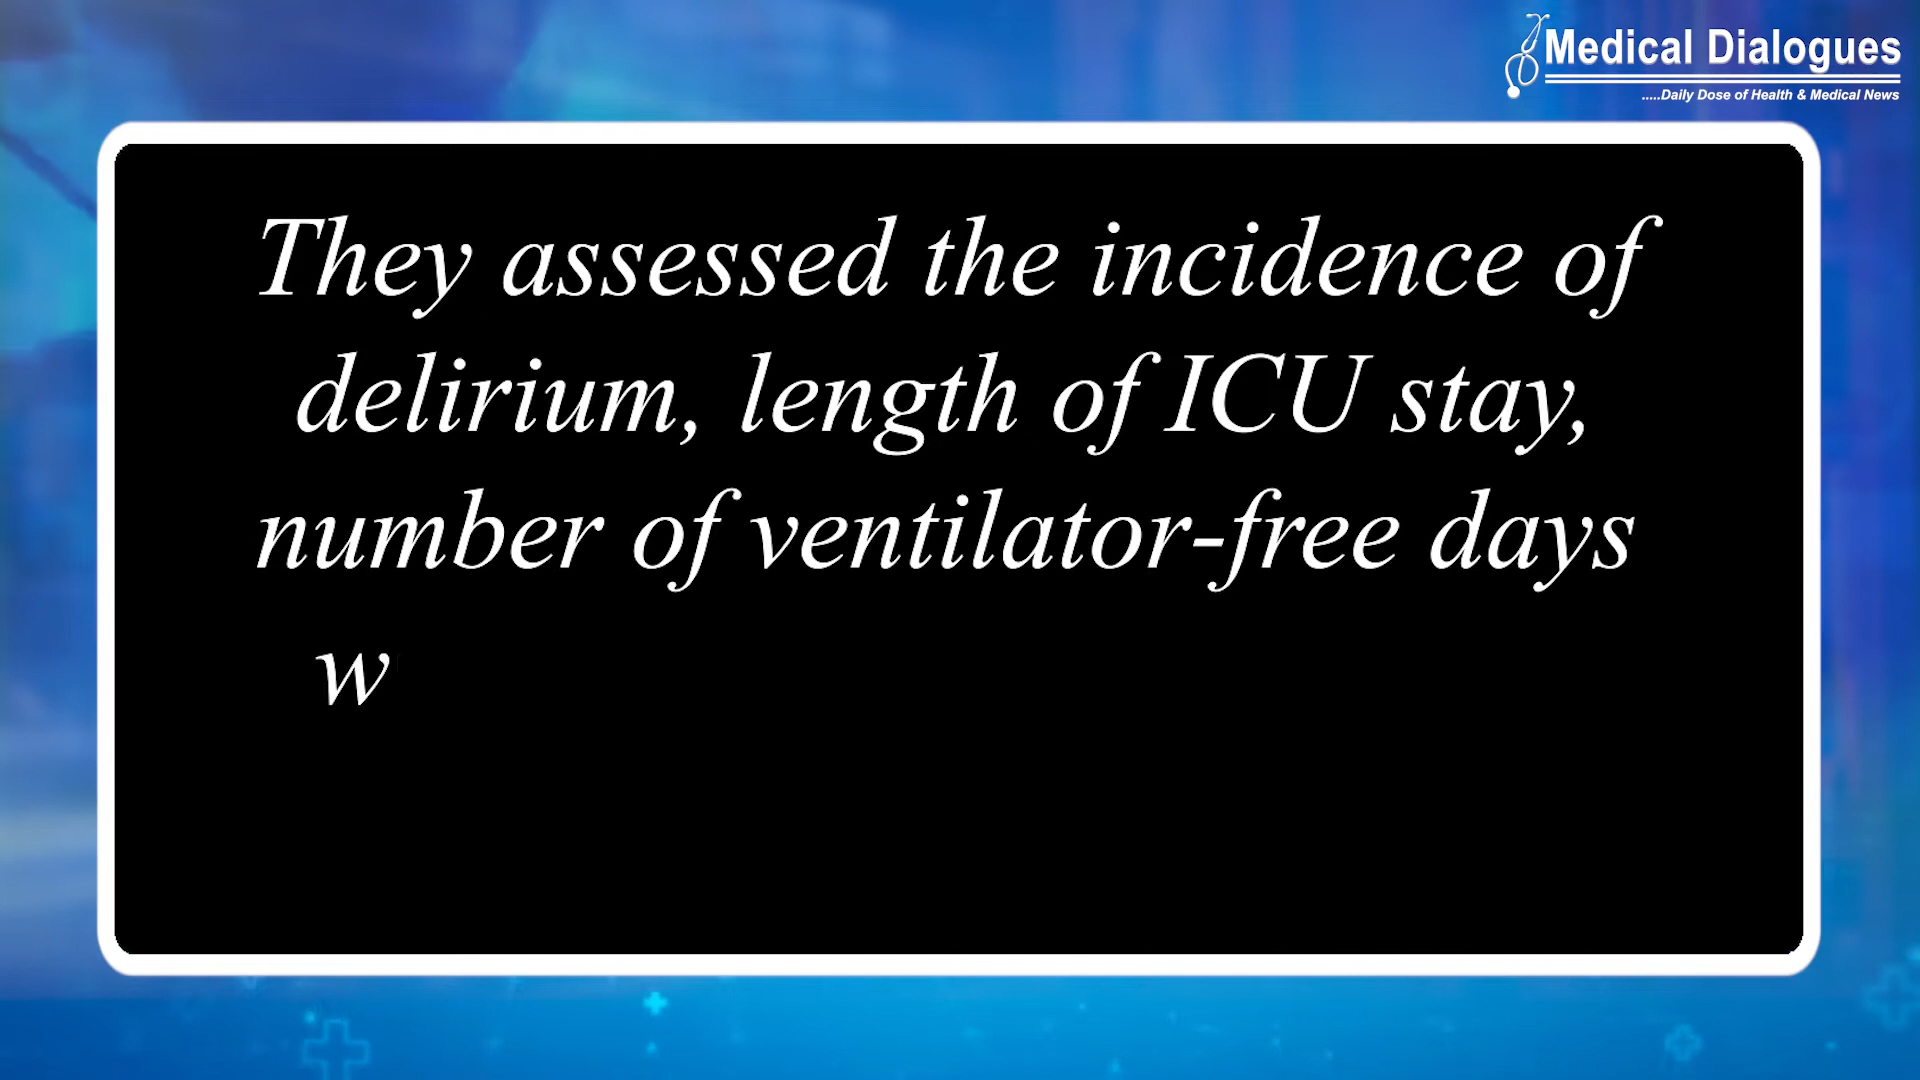 Medical Dialogues
.....Daily Dose of Health & Medical News
They assessed the incidence of
delirium, length of ICU stay,
number of ventilator-free days
w